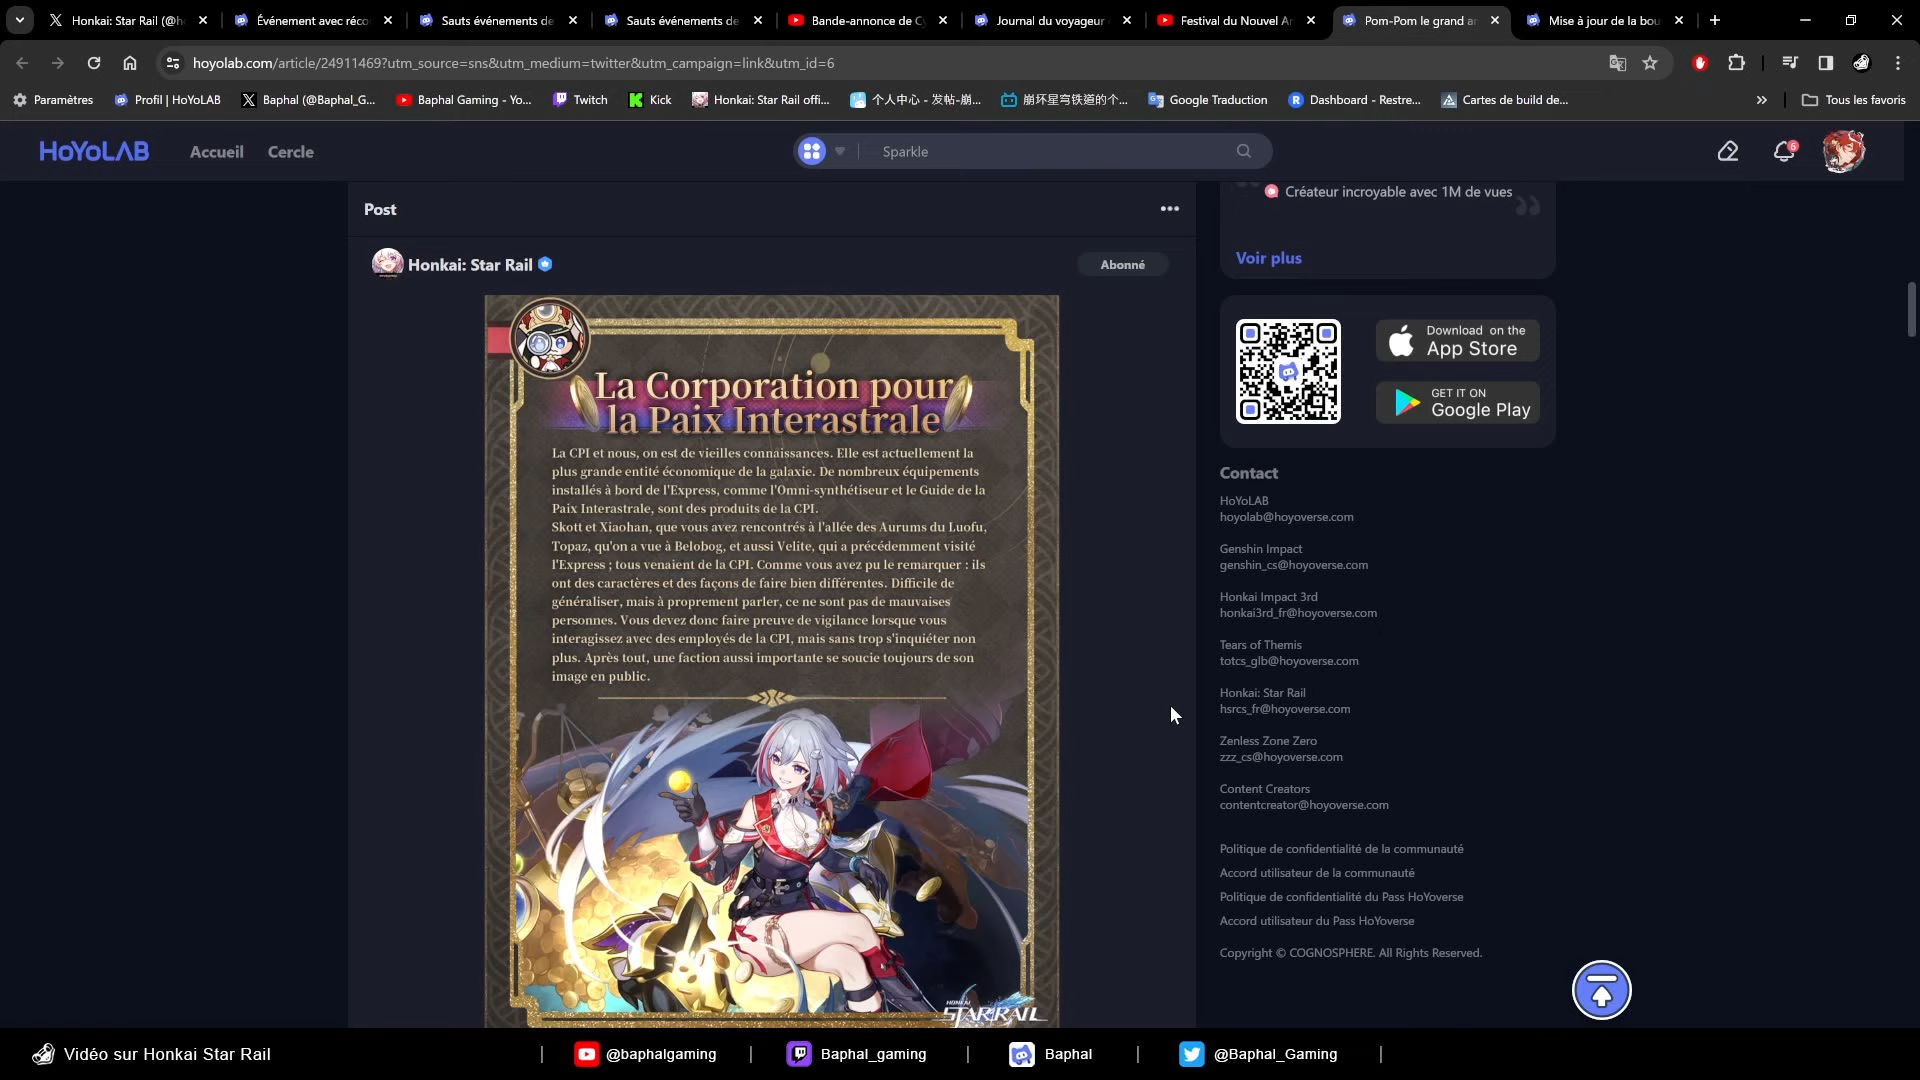 Honkai: Star Rail (@h
Événement avec réco
Sauts événements de
Sauts événements de
Bande-annonce de C
Journal du voyageur
Festival du Nouvel A
Pom-Pom le grand a
Mise à jour de la bou
hoyolab.com/article/24911469?utm_source=sns&utm_medium=twitter&utm_campaign=link&utm_id=6
Paramètres
Profil | HoYoLAB
Baphal (@Baphal_G...
Baphal Gaming - Yo...
Twitch
Kick
Honkai: Star Rail offi...
个人中心 - 发帖-崩...
崩坏星穹铁道的个...
Google Traduction
Dashboard - Restre...
Cartes de build de...
Tous les favoris
HoYoLAB
Accueil
Cercle
Sparkle
6
Post
Honkai: Star Rail
Abonné
La Corporation pour
la Paix Interastrale
La CPI et nous, on est de vieilles connaissances. Elle est actuellement la
plus grande entité économique de la galaxie. De nombreux équipements
installés à bord de l'Express, comme l'Omni-synthétiseur et le Guide de la
Paix Interastrale, sont des produits de la CPI.
Skott et Xiaohan, que vous avez rencontrés à l'allée des Aurums du Luofu,
Topaz, qu'on a vue à Belobog, et aussi Velite, qui a précédemment visité
l'Express ; tous venaient de la CPI. Comme vous avez pu le remarquer : ils
ont des caractères et des façons de faire bien différentes. Difficile de
généraliser, mais à proprement parler, ce ne sont pas de mauvaises
personnes. Vous devez donc faire preuve de vigilance lorsque vous
interagissez avec des employés de la CPI, mais sans trop s'inquiéter non
plus. Après tout, une faction aussi importante se soucie toujours de son
image en public.
HONKAI
STAR RAIL
Créateur incroyable avec 1M de vues
Voir plus
Download on the
App Store
GET IT ON
Google Play
Contact
HoYoLAB
hoyolab@hoyoverse.com
Genshin Impact
genshin_cs@hoyoverse.com
Honkai Impact 3rd
honkai3rd_fr@hoyoverse.com
Tears of Themis
totcs_glb@hoyoverse.com
Honkai: Star Rail
hsrcs_fr@hoyoverse.com
Zenless Zone Zero
zzz_cs@hoyoverse.com
Content Creators
contentcreator@hoyoverse.com
Politique de confidentialité de la communauté
Accord utilisateur de la communauté
Politique de confidentialité du Pass HoYoverse
Accord utilisateur du Pass HoYoverse
Copyright © COGNOSPHERE. All Rights Reserved.
Vidéo sur Honkai Star Rail
@baphalgaming
Baphal_gaming
Baphal
@Baphal_Gaming